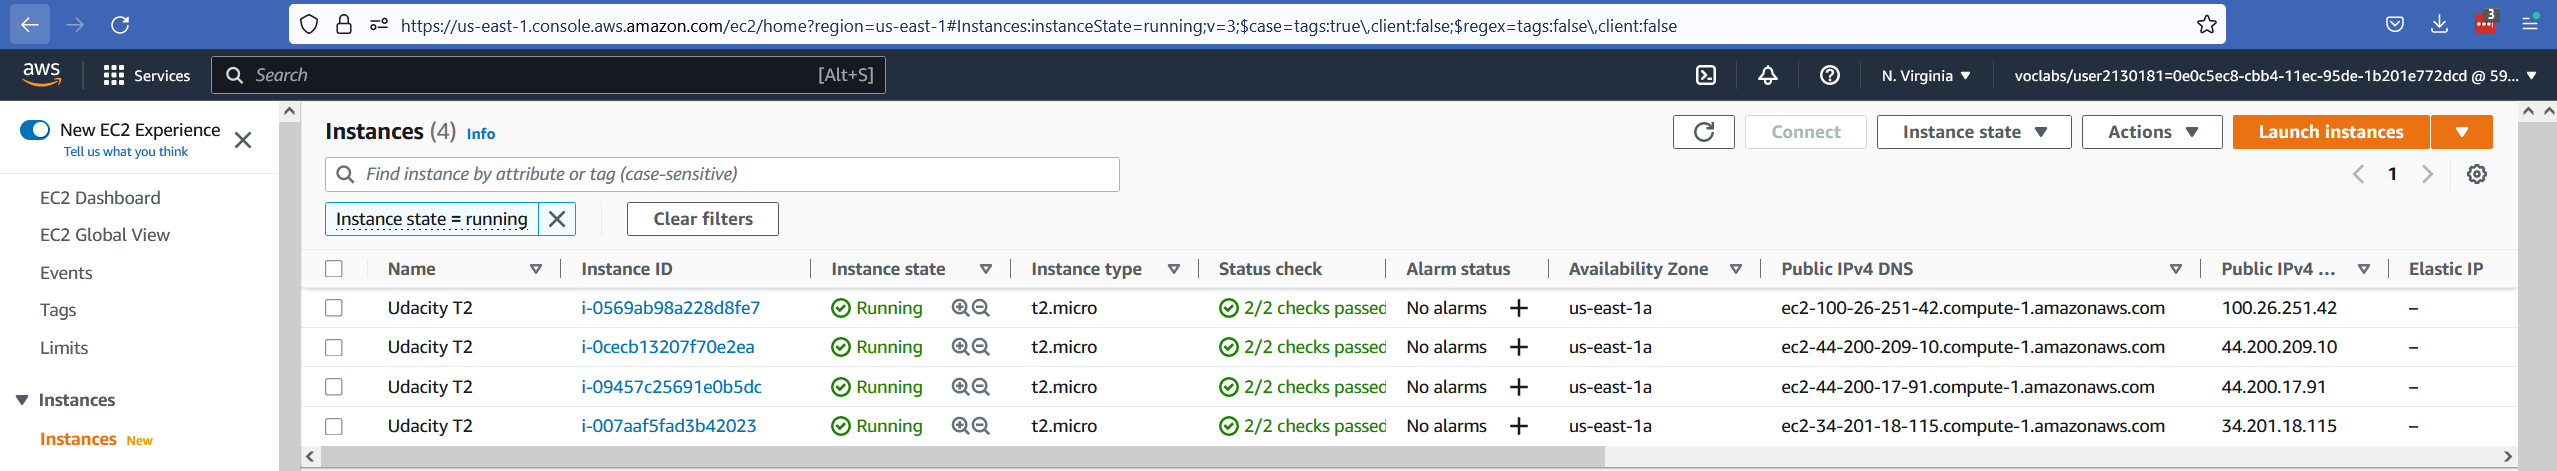 https://us-east-1.console.aws.amazon.com/ec2/home?region=us-east-1#Instances:instanceState=running;v=3;$case=tags:true\,client:false;$regex=tags:false\,client:false
3
aws Services Search [Alt+S] N. Virginia voclabs/user2130181=0e0c5ec8-cbb4-11ec-95de-1b201e772dcd @ 59...
New EC2 Experience
Tell us what you think
EC2 Dashboard
EC2 Global View
Events
Tags
Limits
Instances
Instances New
Instances (4) Info Connect Instance state Actions Launch instances
Find instance by attribute or tag (case-sensitive) 1
Instance state = running Clear filters
Name Instance ID Instance state Instance type Status check Alarm status Availability Zone Public IPv4 DNS Public IPv4 ... Elastic IP
Udacity T2 i-0569ab98a228d8fe7 Running t2.micro 2/2 checks passed No alarms + us-east-1a ec2-100-26-251-42.compute-1.amazonaws.com 100.26.251.42 –
Udacity T2 i-0cecb13207f70e2ea Running t2.micro 2/2 checks passed No alarms + us-east-1a ec2-44-200-209-10.compute-1.amazonaws.com 44.200.209.10 –
Udacity T2 i-09457c25691e0b5dc Running t2.micro 2/2 checks passed No alarms + us-east-1a ec2-44-200-17-91.compute-1.amazonaws.com 44.200.17.91 –
Udacity T2 i-007aaf5fad3b42023 Running t2.micro 2/2 checks passed No alarms + us-east-1a ec2-34-201-18-115.compute-1.amazonaws.com 34.201.18.115 –